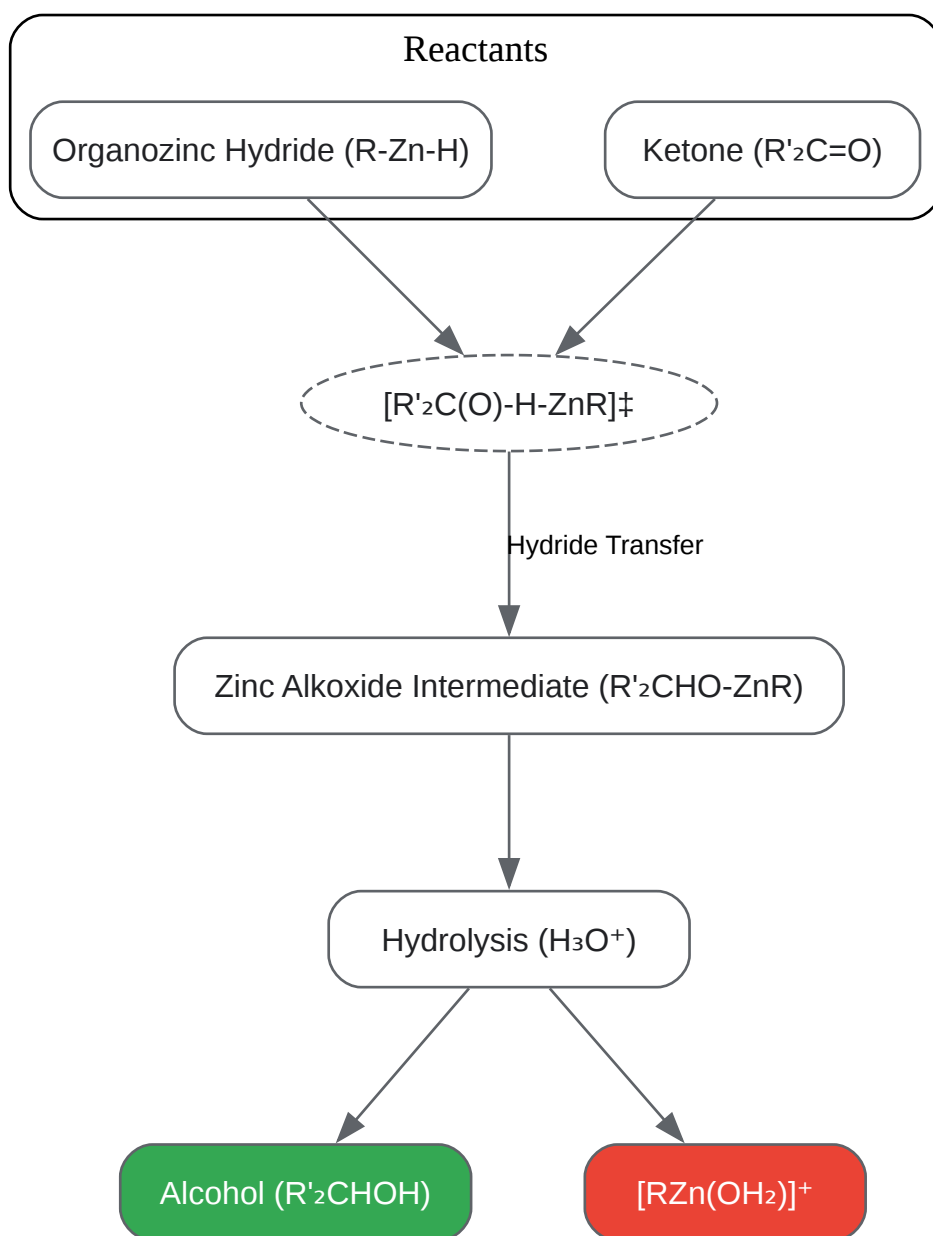 Reactants
Organozinc Hydride (R-Zn-H)
Ketone (R'₂C=O)
[R'₂C(O)-H-ZnR]‡
Hydride Transfer
Zinc Alkoxide Intermediate (R'₂CHO-ZnR)
Hydrolysis (H₃O⁺)
Alcohol (R'₂CHOH)
[RZn(OH₂)]⁺